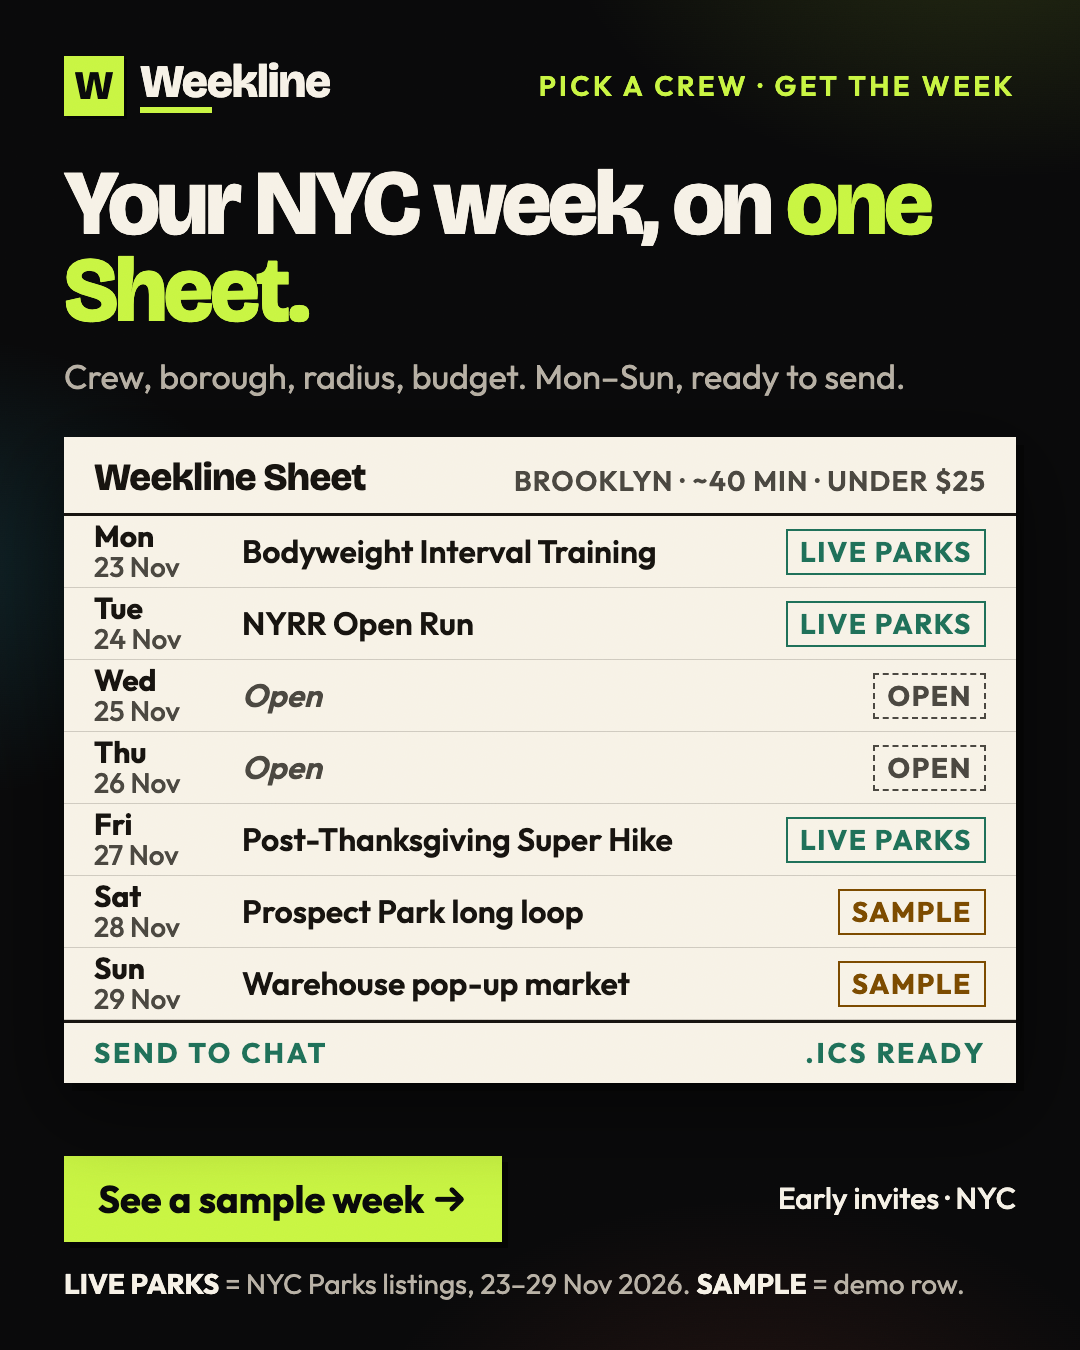 W Weekline
PICK A CREW · GET THE WEEK
Your NYC week, on one
Sheet.
Crew, borough, radius, budget. Mon–Sun, ready to send.
Weekline Sheet
BROOKLYN · ~40 MIN · UNDER $25
Mon
23 Nov
Bodyweight Interval Training
LIVE PARKS
Tue
24 Nov
NYRR Open Run
LIVE PARKS
Wed
25 Nov
Open
OPEN
Thu
26 Nov
Open
OPEN
Fri
27 Nov
Post-Thanksgiving Super Hike
LIVE PARKS
Sat
28 Nov
Prospect Park long loop
SAMPLE
Sun
29 Nov
Warehouse pop-up market
SAMPLE
SEND TO CHAT
.ICS READY
See a sample week →
Early invites · NYC
LIVE PARKS = NYC Parks listings, 23–29 Nov 2026. SAMPLE = demo row.